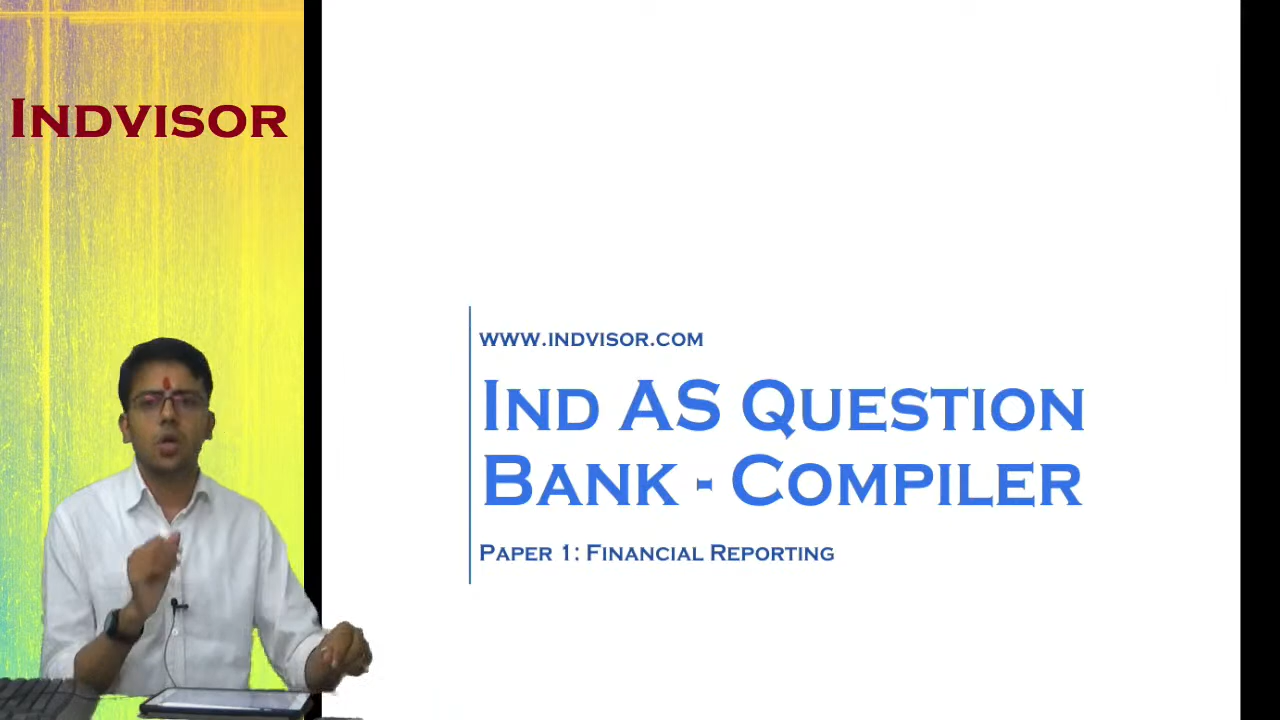 Indvisor
www.indvisor.com
Ind AS Question
Bank - Compiler
Paper 1: Financial Reporting